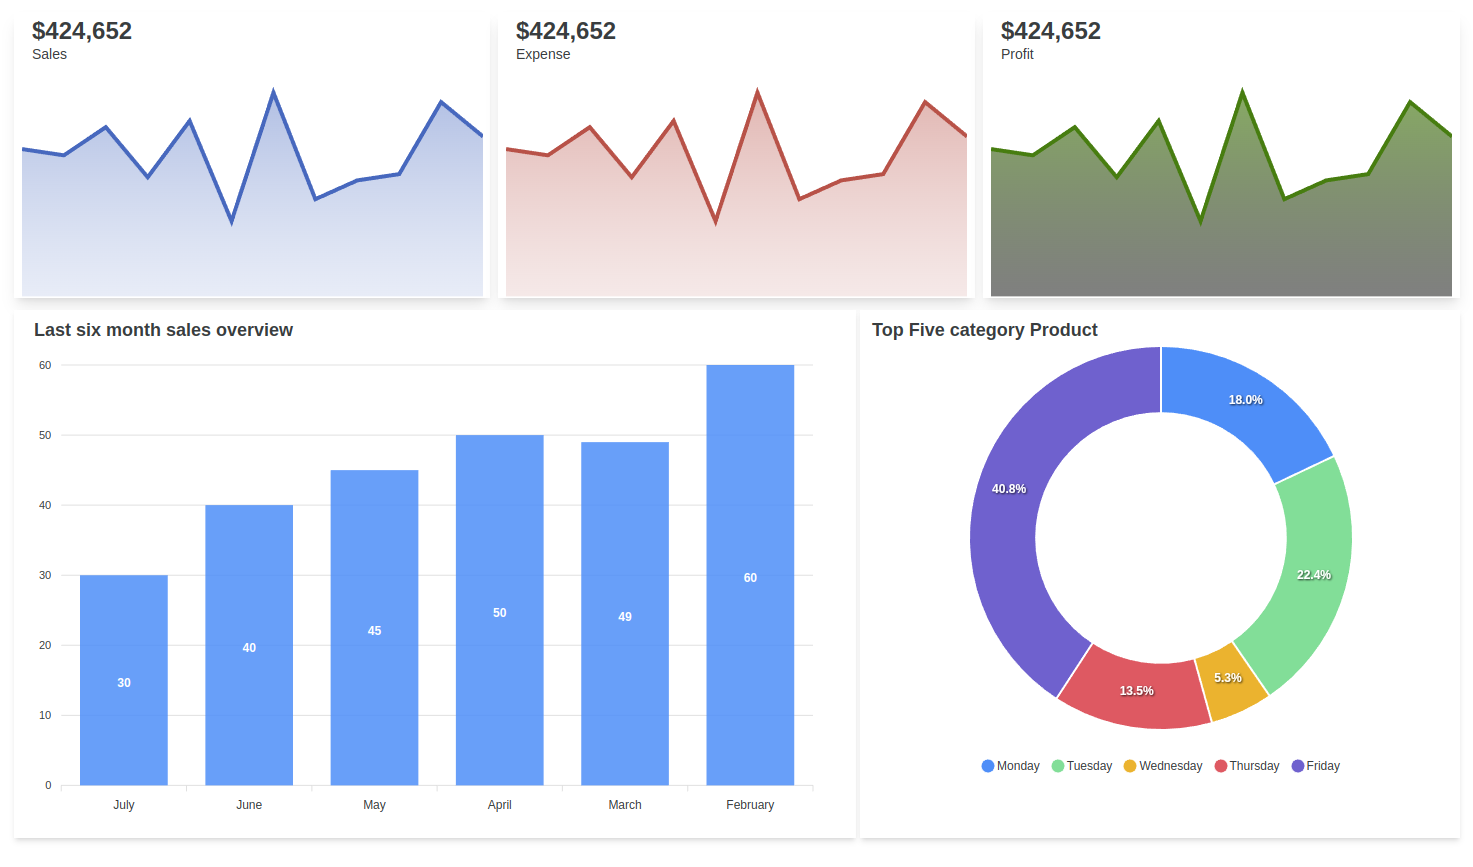 $424,652
Sales
$424,652
Expense
$424,652
Profit
Last six month sales overview
60
50
40
30
20
10
0
30
40
45
50
49
60
July
June
May
April
March
February
Top Five category Product
18.0%
40.8%
22.4%
5.3%
13.5%
Monday
Tuesday
Wednesday
Thursday
Friday